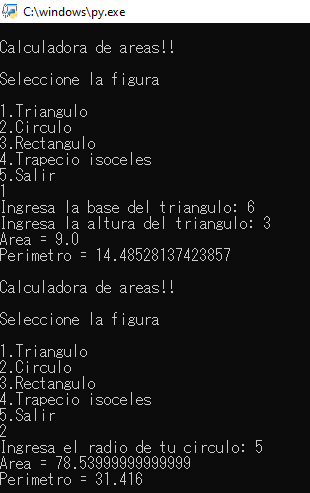 C:\windows\py.exe
Calculadora de areas!!
Seleccione la figura
1.Triangulo
2.Circulo
3.Rectangulo
4.Trapecio isoceles
5.Salir
1
Ingresa la base del triangulo: 6
Ingresa la altura del triangulo: 3
Area = 9.0
Perimetro = 14.48528137423857
Calculadora de areas!!
Seleccione la figura
1.Triangulo
2.Circulo
3.Rectangulo
4.Trapecio isoceles
5.Salir
2
Ingresa el radio de tu circulo: 5
Area = 78.53999999999999
Perimetro = 31.416